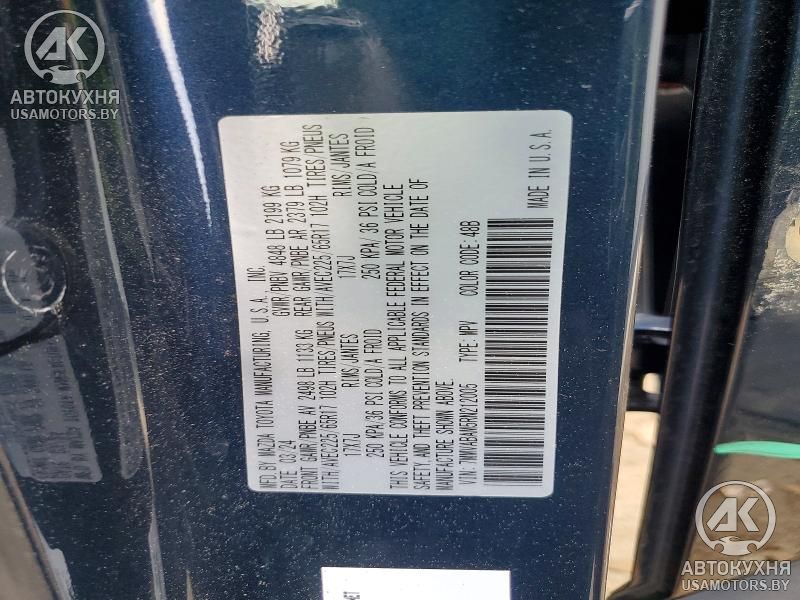 АВТОКУХНЯ
USAMOTORS.BY
MFD.BY MAZDA TOYOTA MANUFACTURING, U.S.A., INC.
DATE: 03/24 GVWR/PNBV 4848 LB 2199 KG
FRONT GAWR/PNBE AV 2498 LB 1133 KG REAR GAWR/PNBE AR 2379 LB 1079 KG
WITH/AVEC225/65R17 102H TIRES/PNEUS WITH/AVEC225/65R17 102H TIRES/PNEUS
17X7J RIMS/JANTES 17X7J RIMS/JANTES
250 KPA/36 PSI COLD/A FROID 250 KPA/36 PSI COLD/A FROID
THIS VEHICLE CONFORMS TO ALL APPLICABLE FEDERAL MOTOR VEHICLE
SAFETY AND THEFT PREVENTION STANDARDS IN EFFECT ON THE DATE OF
MANUFACTURE SHOWN ABOVE.
VIN: 7MMVABAM5RN212005 TYPE: MPV COLOR CODE: 48B
MADE IN U.S.A.
АВТОКУХНЯ
USAMOTORS.BY